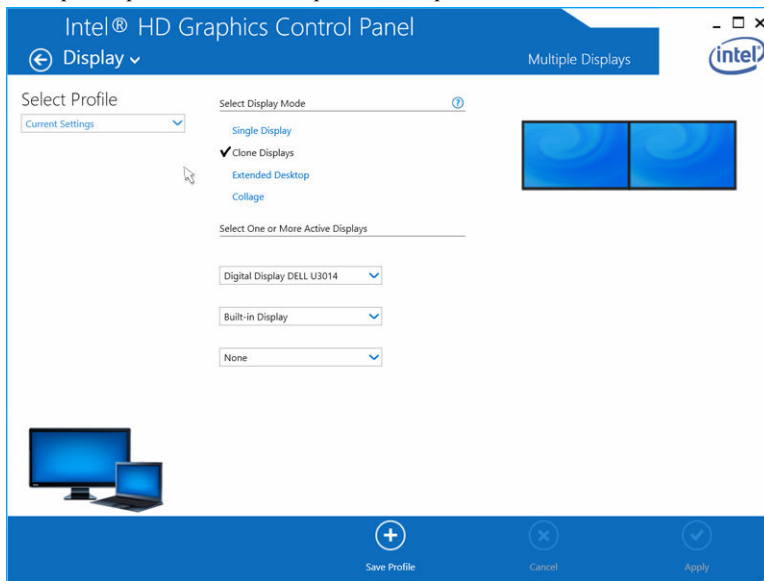 Intel® HD Graphics Control Panel
Display
Multiple Displays
intel
Select Profile
Current Settings
Select Display Mode
?
Single Display
Clone Displays
Extended Desktop
Collage
Select One or More Active Displays
Digital Display DELL U3014
Built-in Display
None
Save Profile
Cancel
Apply